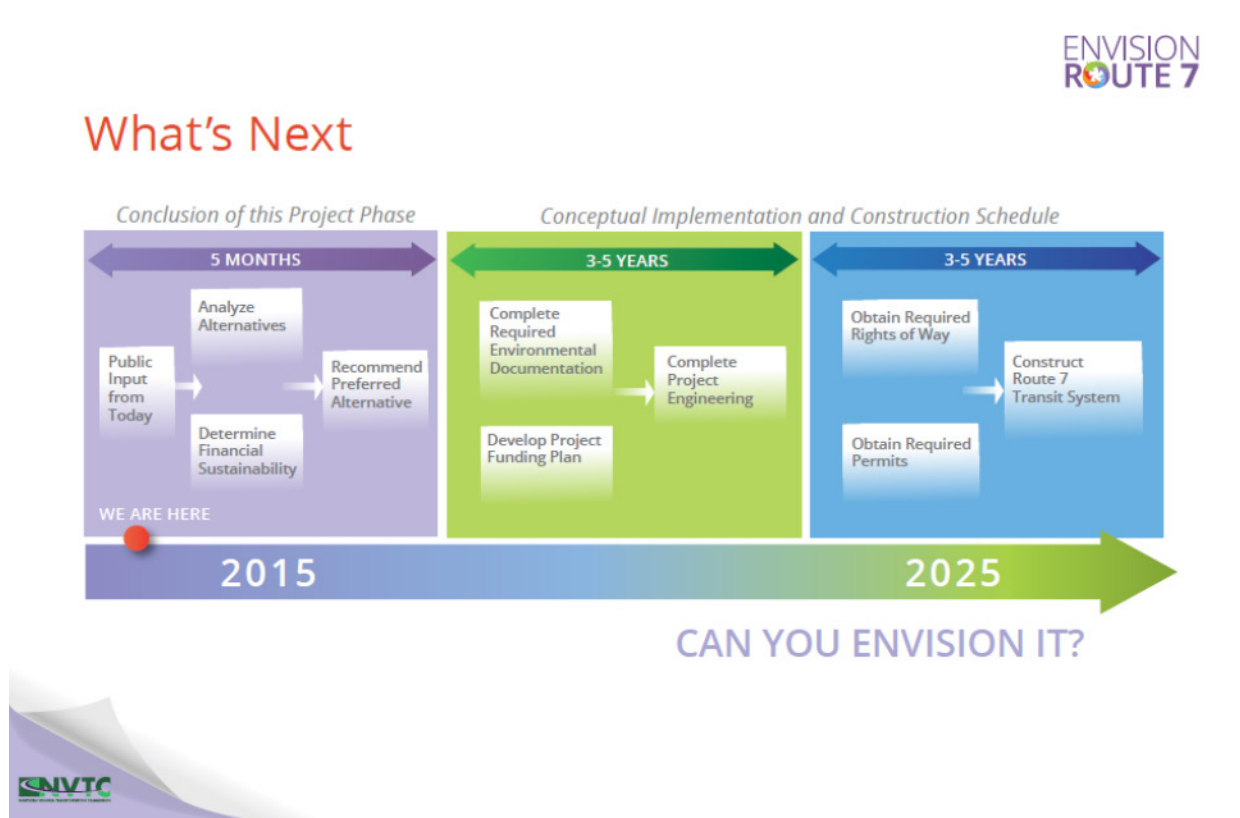 ENVISION
ROUTE 7
What's Next
Conclusion of this Project Phase
Conceptual Implementation and Construction Schedule
5 MONTHS
3-5 YEARS
3-5 YEARS
Public
Input
from
Today
Analyze
Alternatives
Determine
Financial
Sustainability
Recommend
Preferred
Alternative
Complete
Required
Environmental
Documentation
Develop Project
Funding Plan
Complete
Project
Engineering
Obtain Required
Rights of Way
Obtain Required
Permits
Construct
Route 7
Transit System
WE ARE HERE
2015
2025
CAN YOU ENVISION IT?
NVTC